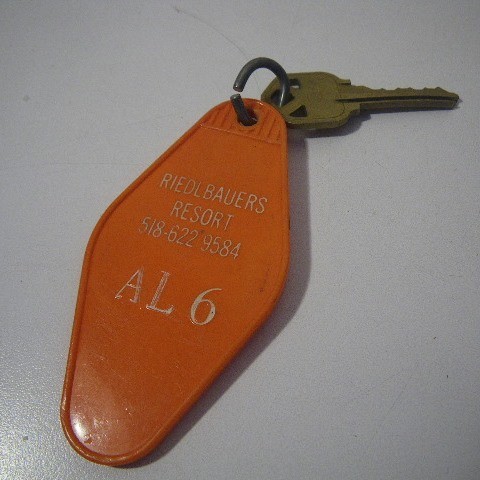 RIEDLBAUERS
RESORT
518-622 9584
AL 6